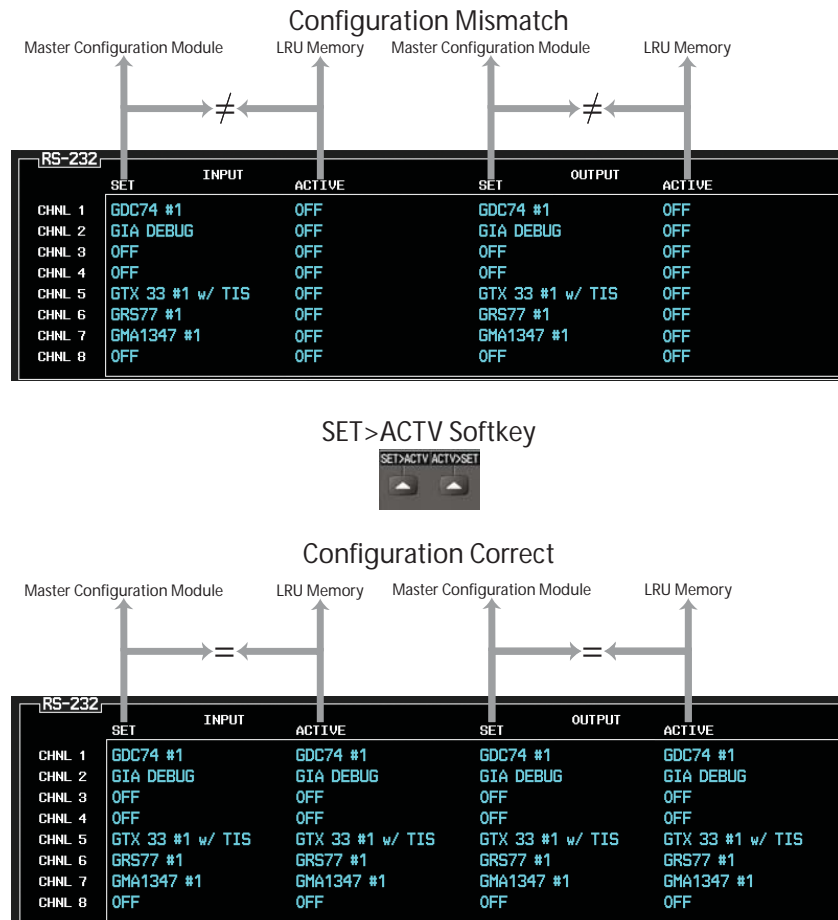 Configuration Mismatch
Master Configuration Module LRU Memory Master Configuration Module LRU Memory
≠ ≠
RS-232
INPUT OUTPUT
SET ACTIVE SET ACTIVE
CHNL 1 GDC74 #1 OFF GDC74 #1 OFF
CHNL 2 GIA DEBUG OFF GIA DEBUG OFF
CHNL 3 OFF OFF OFF OFF
CHNL 4 OFF OFF OFF OFF
CHNL 5 GTX 33 #1 w/ TIS OFF GTX 33 #1 w/ TIS OFF
CHNL 6 GRS77 #1 OFF GRS77 #1 OFF
CHNL 7 GMA1347 #1 OFF GMA1347 #1 OFF
CHNL 8 OFF OFF OFF OFF
SET>ACTV Softkey
SET>ACTV ACTV>SET
Configuration Correct
Master Configuration Module LRU Memory Master Configuration Module LRU Memory
= =
RS-232
INPUT OUTPUT
SET ACTIVE SET ACTIVE
CHNL 1 GDC74 #1 GDC74 #1 GDC74 #1 GDC74 #1
CHNL 2 GIA DEBUG GIA DEBUG GIA DEBUG GIA DEBUG
CHNL 3 OFF OFF OFF OFF
CHNL 4 OFF OFF OFF OFF
CHNL 5 GTX 33 #1 w/ TIS GTX 33 #1 w/ TIS GTX 33 #1 w/ TIS GTX 33 #1 w/ TIS
CHNL 6 GRS77 #1 GRS77 #1 GRS77 #1 GRS77 #1
CHNL 7 GMA1347 #1 GMA1347 #1 GMA1347 #1 GMA1347 #1
CHNL 8 OFF OFF OFF OFF